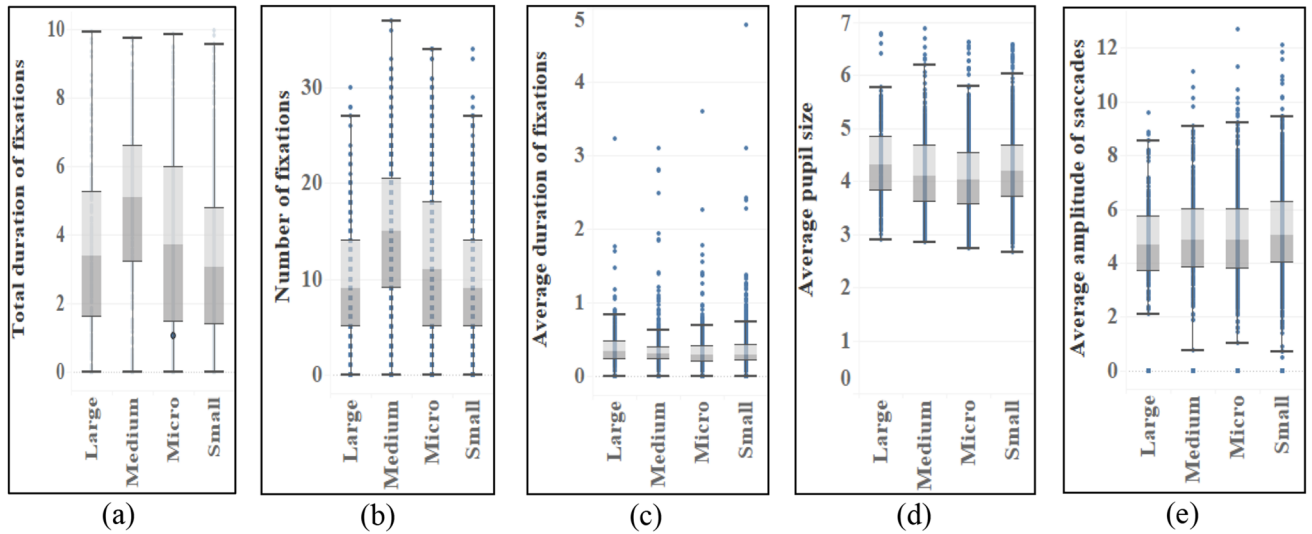 Total duration of fixations
10
8
6
4
2
0
Large
Medium
Micro
Small
(a)
Number of fixations
30
20
10
0
Large
Medium
Micro
Small
(b)
Average duration of fixations
5
4
3
2
1
0
Large
Medium
Micro
Small
(c)
Average pupil size
7
6
5
4
3
2
1
0
Large
Medium
Micro
Small
(d)
Average amplitude of saccades
12
10
8
6
4
2
0
Large
Medium
Micro
Small
(e)